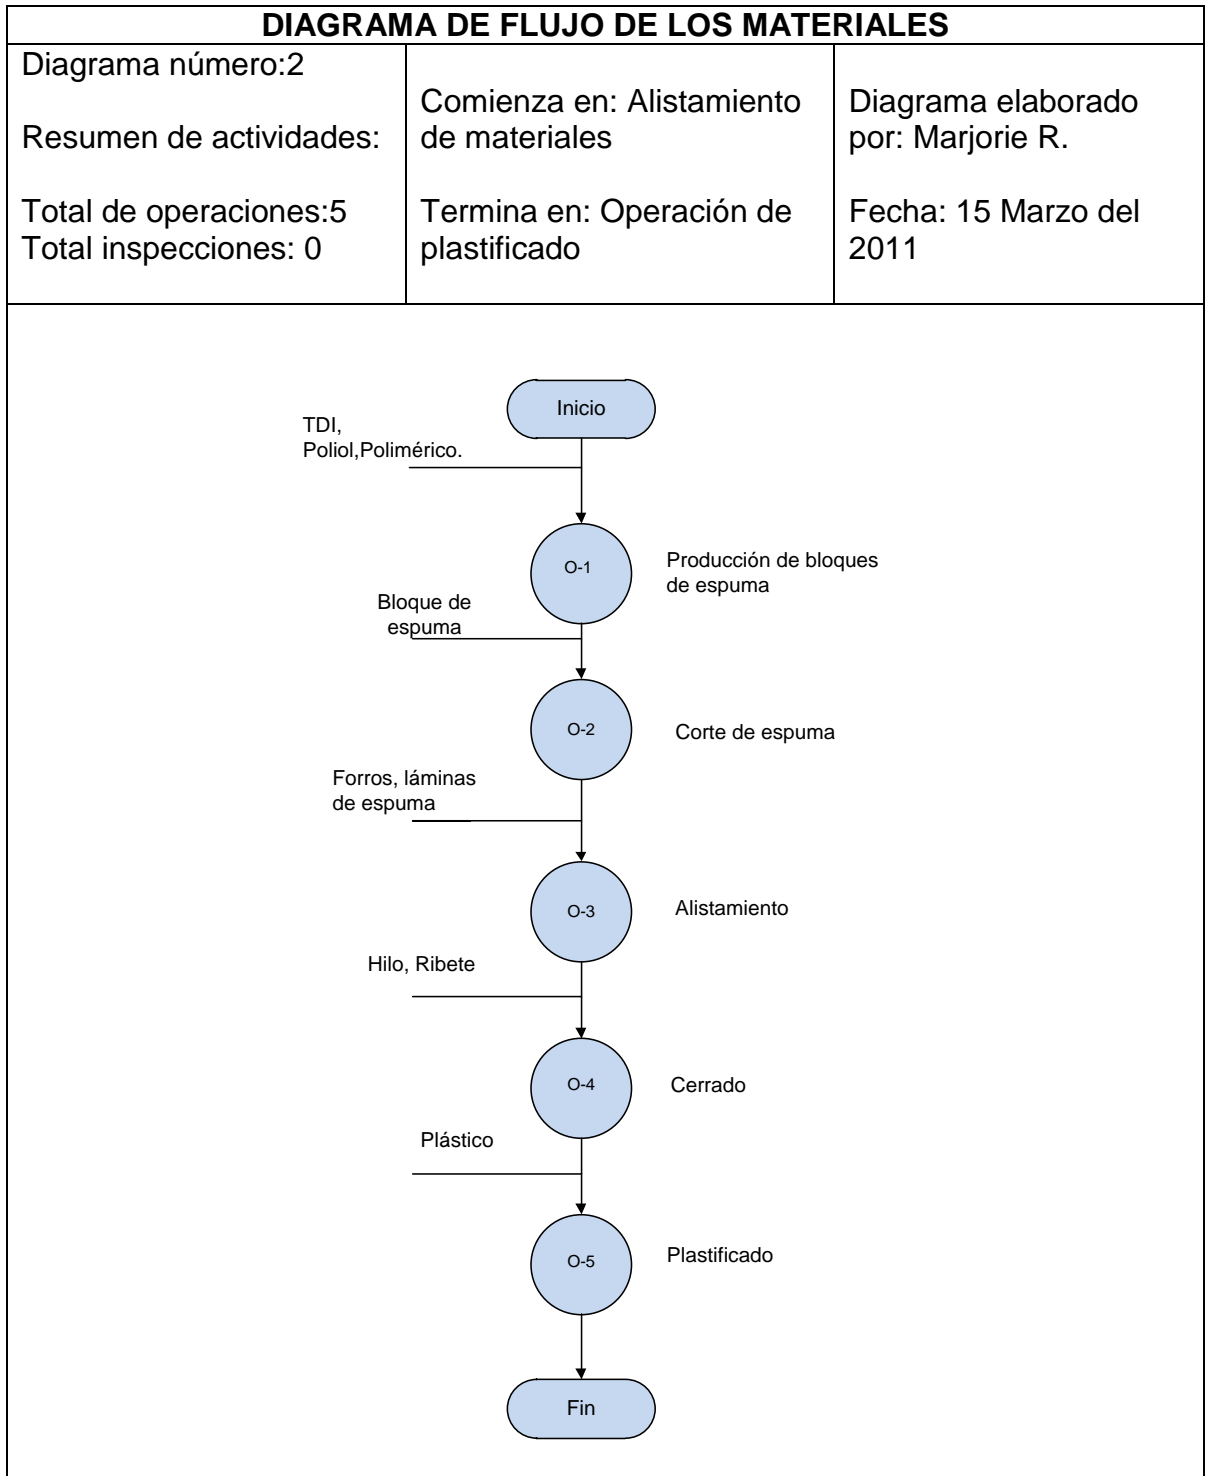 DIAGRAMA DE FLUJO DE LOS MATERIALES
Diagrama número:2
Resumen de actividades:
Total de operaciones:5
Total inspecciones: 0
Comienza en: Alistamiento
de materiales
Termina en: Operación de
plastificado
Diagrama elaborado
por: Marjorie R.
Fecha: 15 Marzo del
2011
Inicio
TDI,
Poliol,Polimérico.
O-1
Producción de bloques
de espuma
Bloque de
espuma
O-2
Corte de espuma
Forros, láminas
de espuma
O-3
Alistamiento
Hilo, Ribete
O-4
Cerrado
Plástico
O-5
Plastificado
Fin